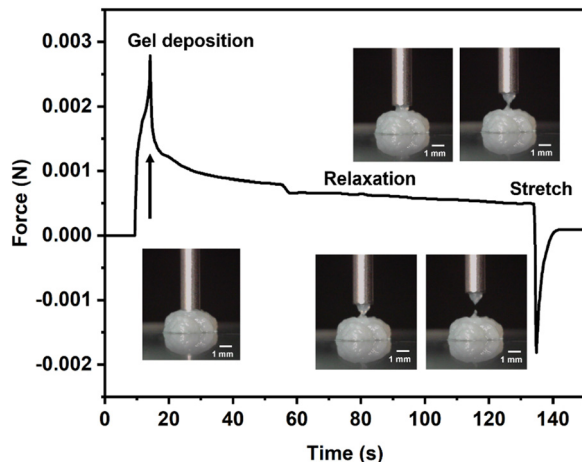 Force (N)
0.003
0.002
0.001
0.000
-0.001
-0.002
Gel deposition
Relaxation
Stretch
1 mm
1 mm
1 mm
1 mm
1 mm
0
20
40
60
80
100
120
140
Time (s)